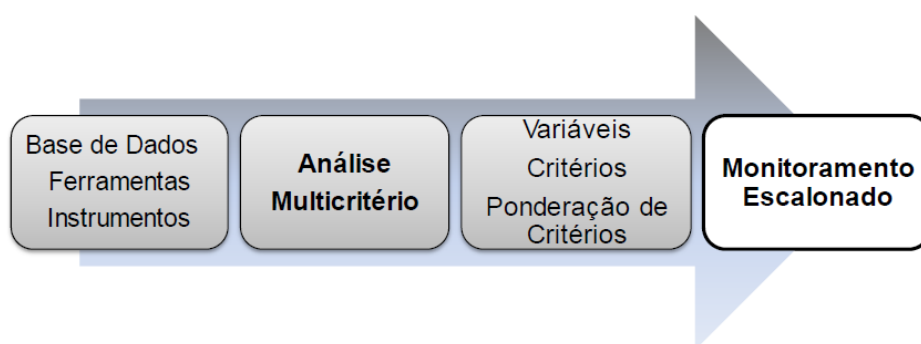 Base de Dados
Ferramentas
Instrumentos
Análise
Multicritério
Variáveis
Critérios
Ponderação de
Critérios
Monitoramento
Escalonado